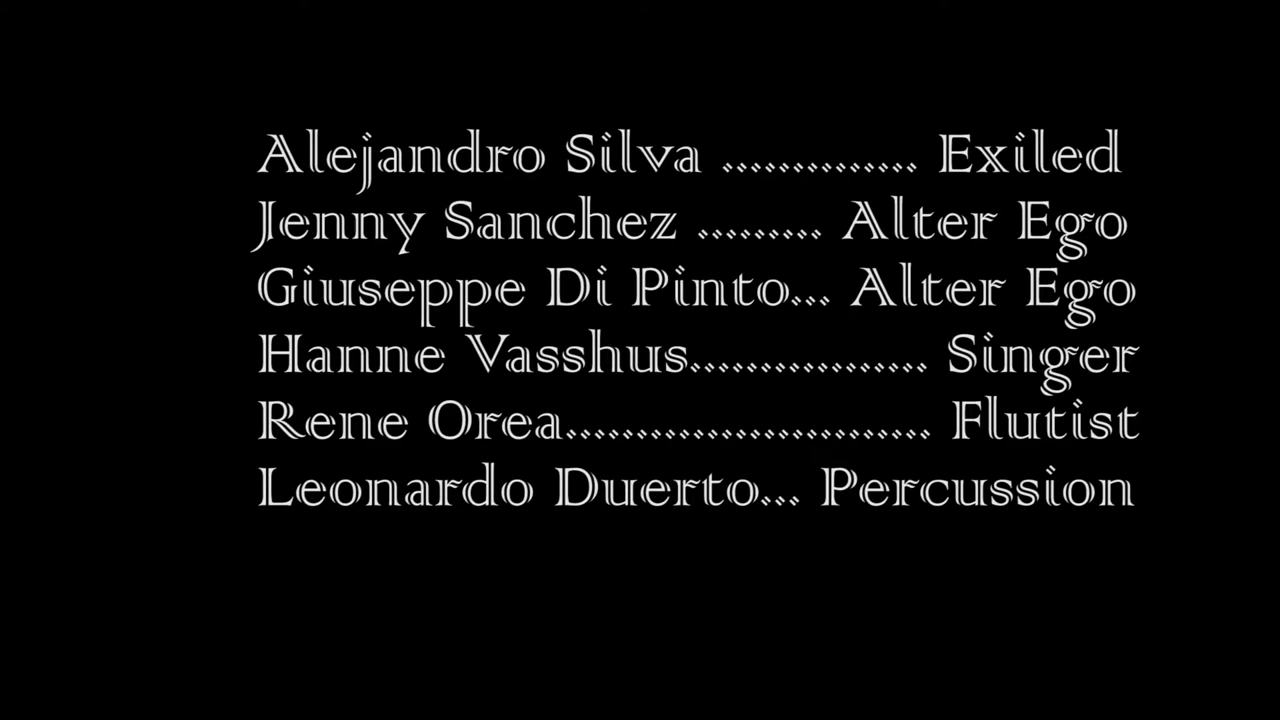 Alejandro Silva .............. Exiled
Jenny Sanchez ......... Alter Ego
Giuseppe Di Pinto... Alter Ego
Hanne Vasshus................. Singer
Rene Orea.......................... Flutist
Leonardo Duerto... Percussion